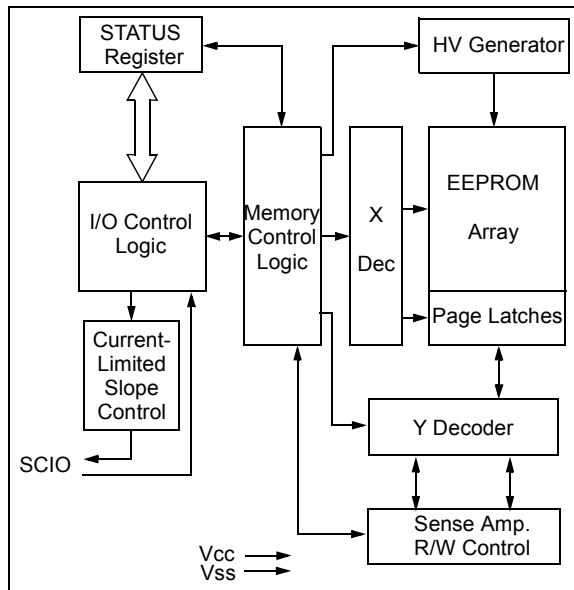 STATUS
Register
HV Generator
I/O Control
Logic
Memory
Control
Logic
X
Dec
EEPROM
Array
Page Latches
Current-
Limited
Slope
Control
SCIO
Y Decoder
Sense Amp.
R/W Control
Vcc
Vss